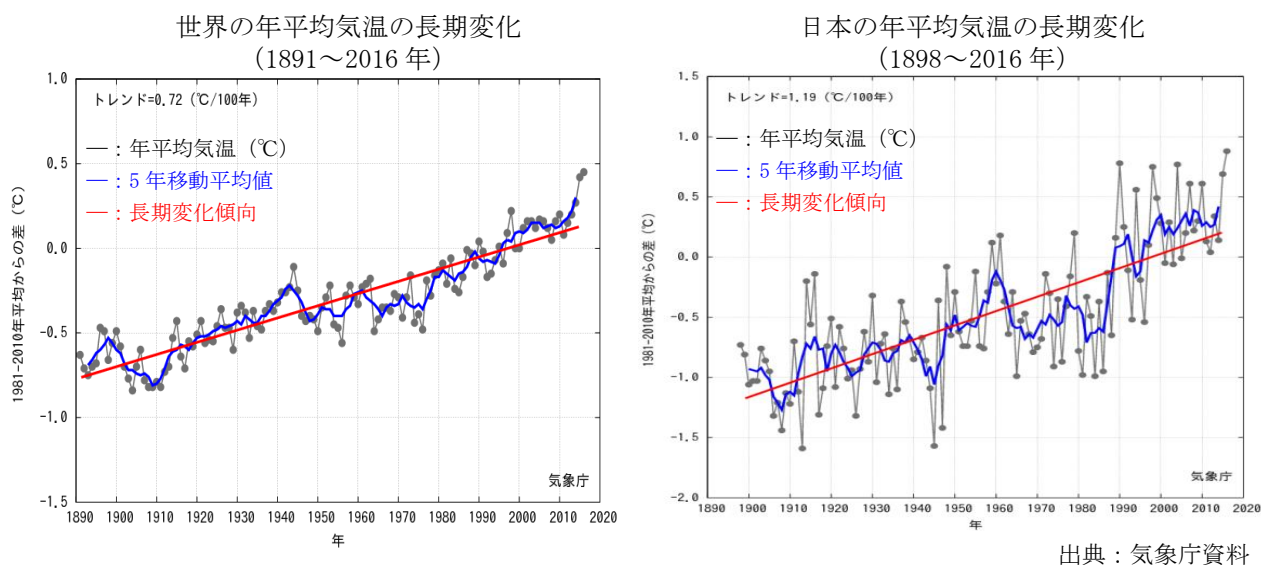 世界の年平均気温の長期変化
（1891～2016 年）
1.0
0.5
0.0
-0.5
-1.0
-1.5
1981-2010年平均からの差（℃）
トレンド=0.72（℃/100年）
―：年平均気温（℃）
―：5 年移動平均値
―：長期変化傾向
気象庁
1890 1900 1910 1920 1930 1940 1950 1960 1970 1980 1990 2000 2010 2020
年
日本の年平均気温の長期変化
（1898～2016 年）
1.5
1.0
0.5
0.0
-0.5
-1.0
-1.5
-2.0
1981-2010年平均からの差（℃）
トレンド=1.19（℃/100年）
―：年平均気温（℃）
―：5 年移動平均値
―：長期変化傾向
気象庁
1890 1900 1910 1920 1930 1940 1950 1960 1970 1980 1990 2000 2010 2020
年
出典：気象庁資料